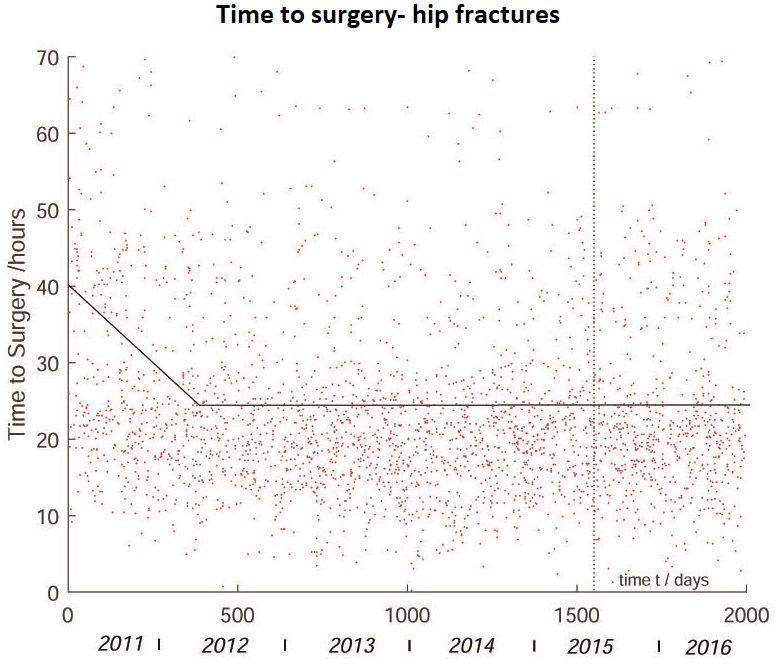 Time to surgery- hip fractures
70
60
50
40
30
20
10
0
Time to Surgery /hours
time t / days
0 500 1000 1500 2000
2011 2012 2013 2014 2015 2016